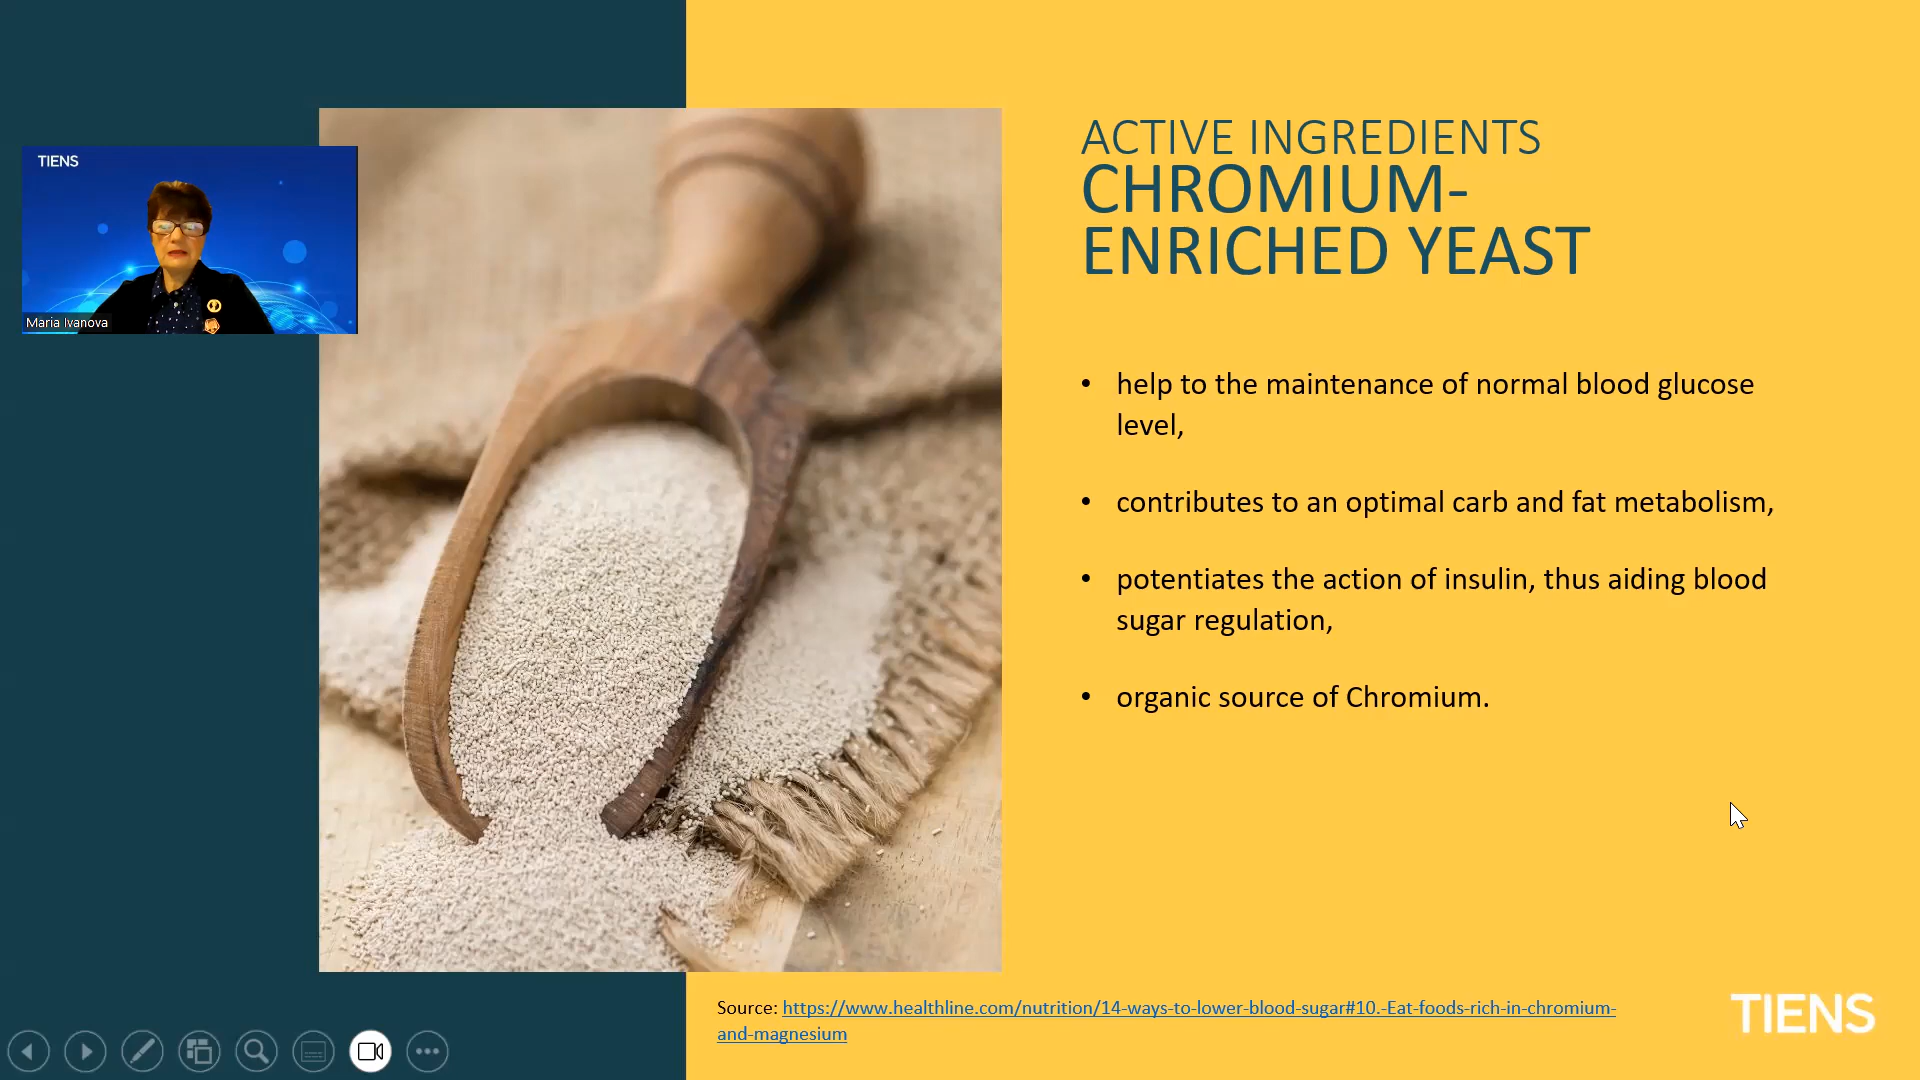 TIENS
Maria Ivanova
ACTIVE INGREDIENTS
CHROMIUM-
ENRICHED YEAST
• help to the maintenance of normal blood glucose
level,
• contributes to an optimal carb and fat metabolism,
• potentiates the action of insulin, thus aiding blood
sugar regulation,
• organic source of Chromium.
Source: https://www.healthline.com/nutrition/14-ways-to-lower-blood-sugar#10.-Eat-foods-rich-in-chromium-
and-magnesium
TIENS